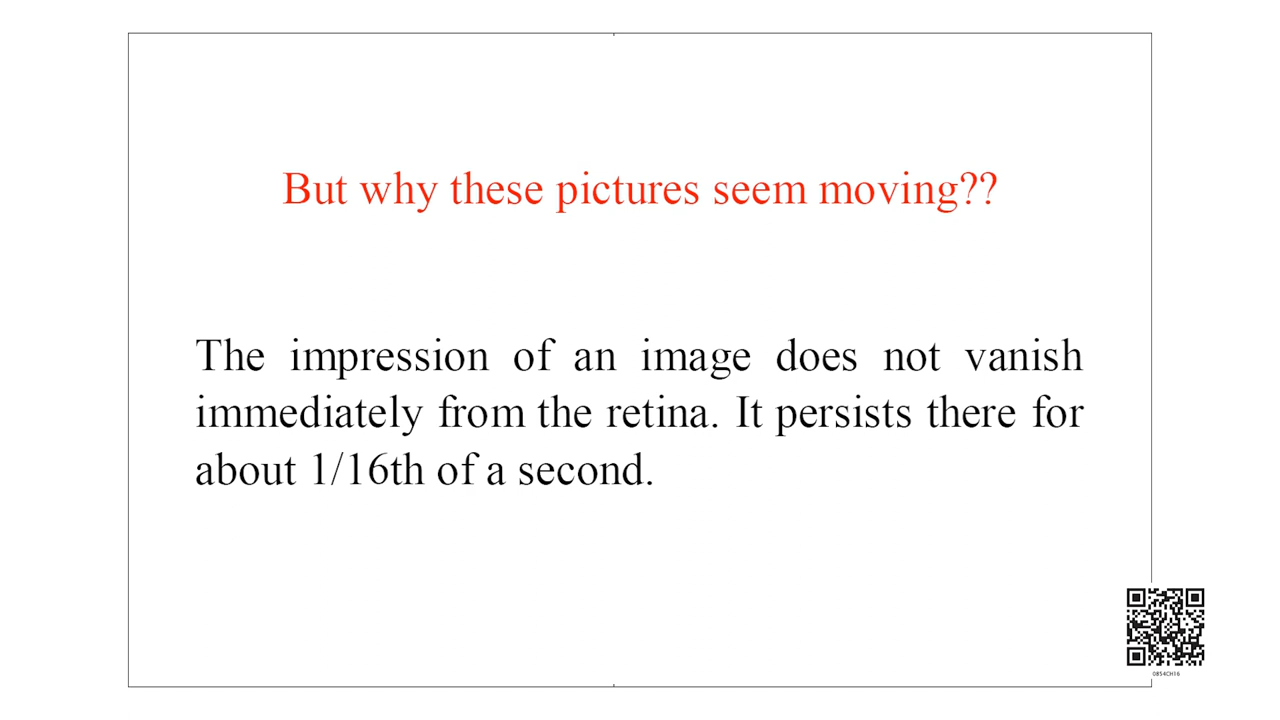 But why these pictures seem moving??
The impression of an image does not vanish
immediately from the retina. It persists there for
about 1/16th of a second.
0854CH16